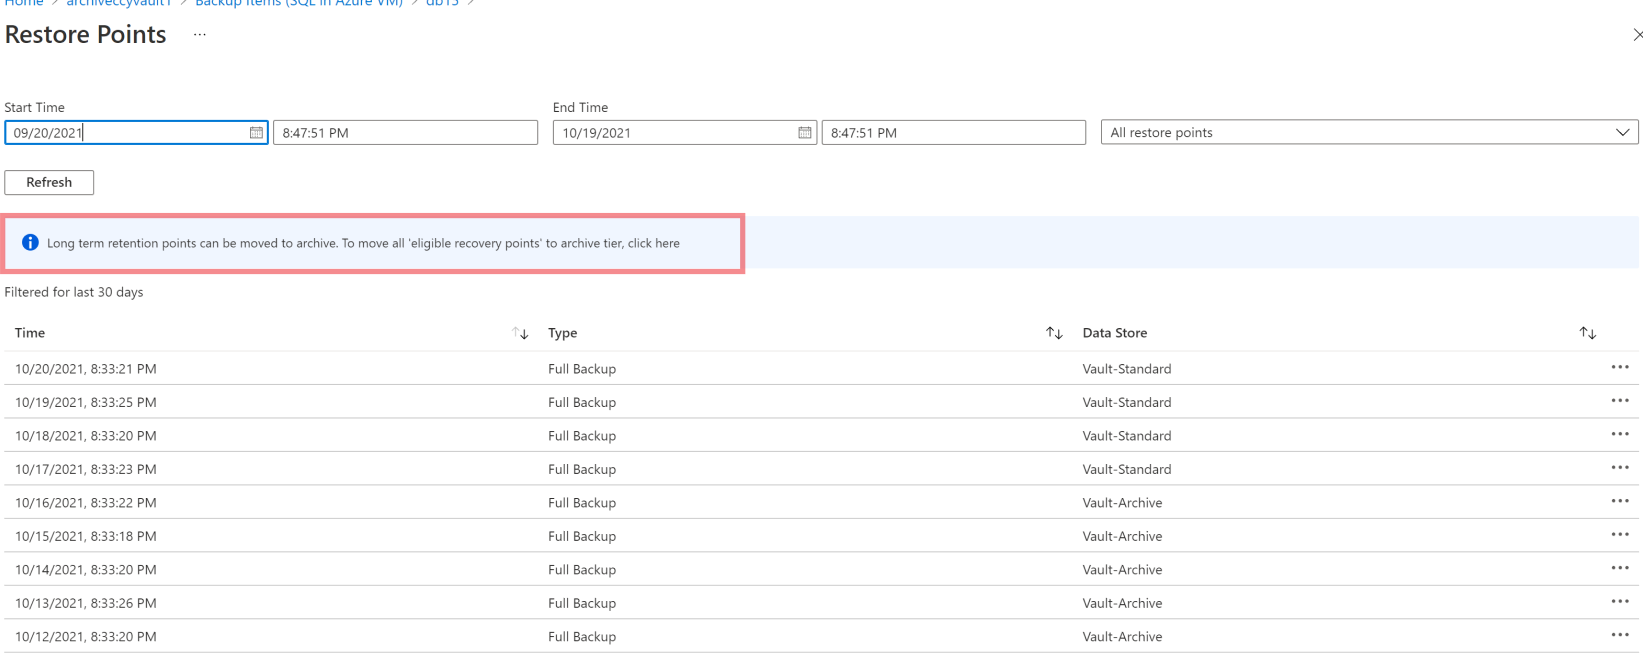 Home > archiveccyvault1 > Backup Items (SQL in Azure VM) > db15 >
Restore Points ...
Start Time
End Time
09/20/2021 8:47:51 PM 10/19/2021 8:47:51 PM All restore points
Refresh
Long term retention points can be moved to archive. To move all 'eligible recovery points' to archive tier, click here
Filtered for last 30 days
Time Type Data Store
10/20/2021, 8:33:21 PM Full Backup Vault-Standard
10/19/2021, 8:33:25 PM Full Backup Vault-Standard
10/18/2021, 8:33:20 PM Full Backup Vault-Standard
10/17/2021, 8:33:23 PM Full Backup Vault-Standard
10/16/2021, 8:33:22 PM Full Backup Vault-Archive
10/15/2021, 8:33:18 PM Full Backup Vault-Archive
10/14/2021, 8:33:20 PM Full Backup Vault-Archive
10/13/2021, 8:33:26 PM Full Backup Vault-Archive
10/12/2021, 8:33:20 PM Full Backup Vault-Archive